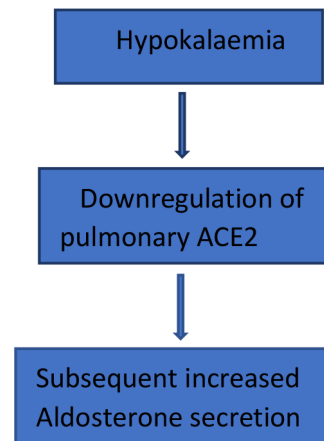 Hypokalaemia
Downregulation of
pulmonary ACE2
Subsequent increased
Aldosterone secretion